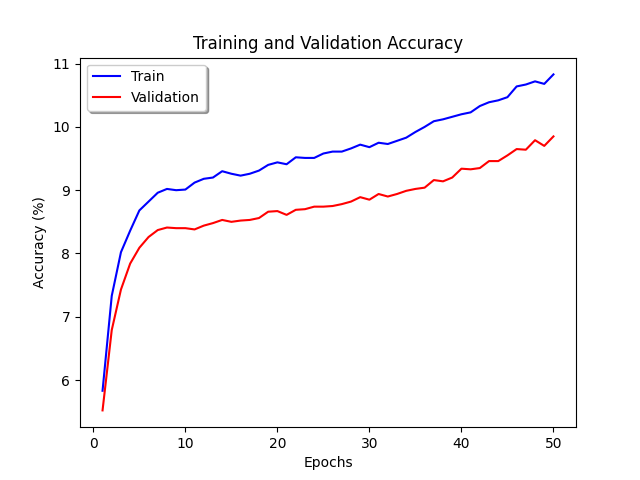 Training and Validation Accuracy
Train
Validation
Accuracy (%)
11
10
9
8
7
6
0 10 20 30 40 50
Epochs